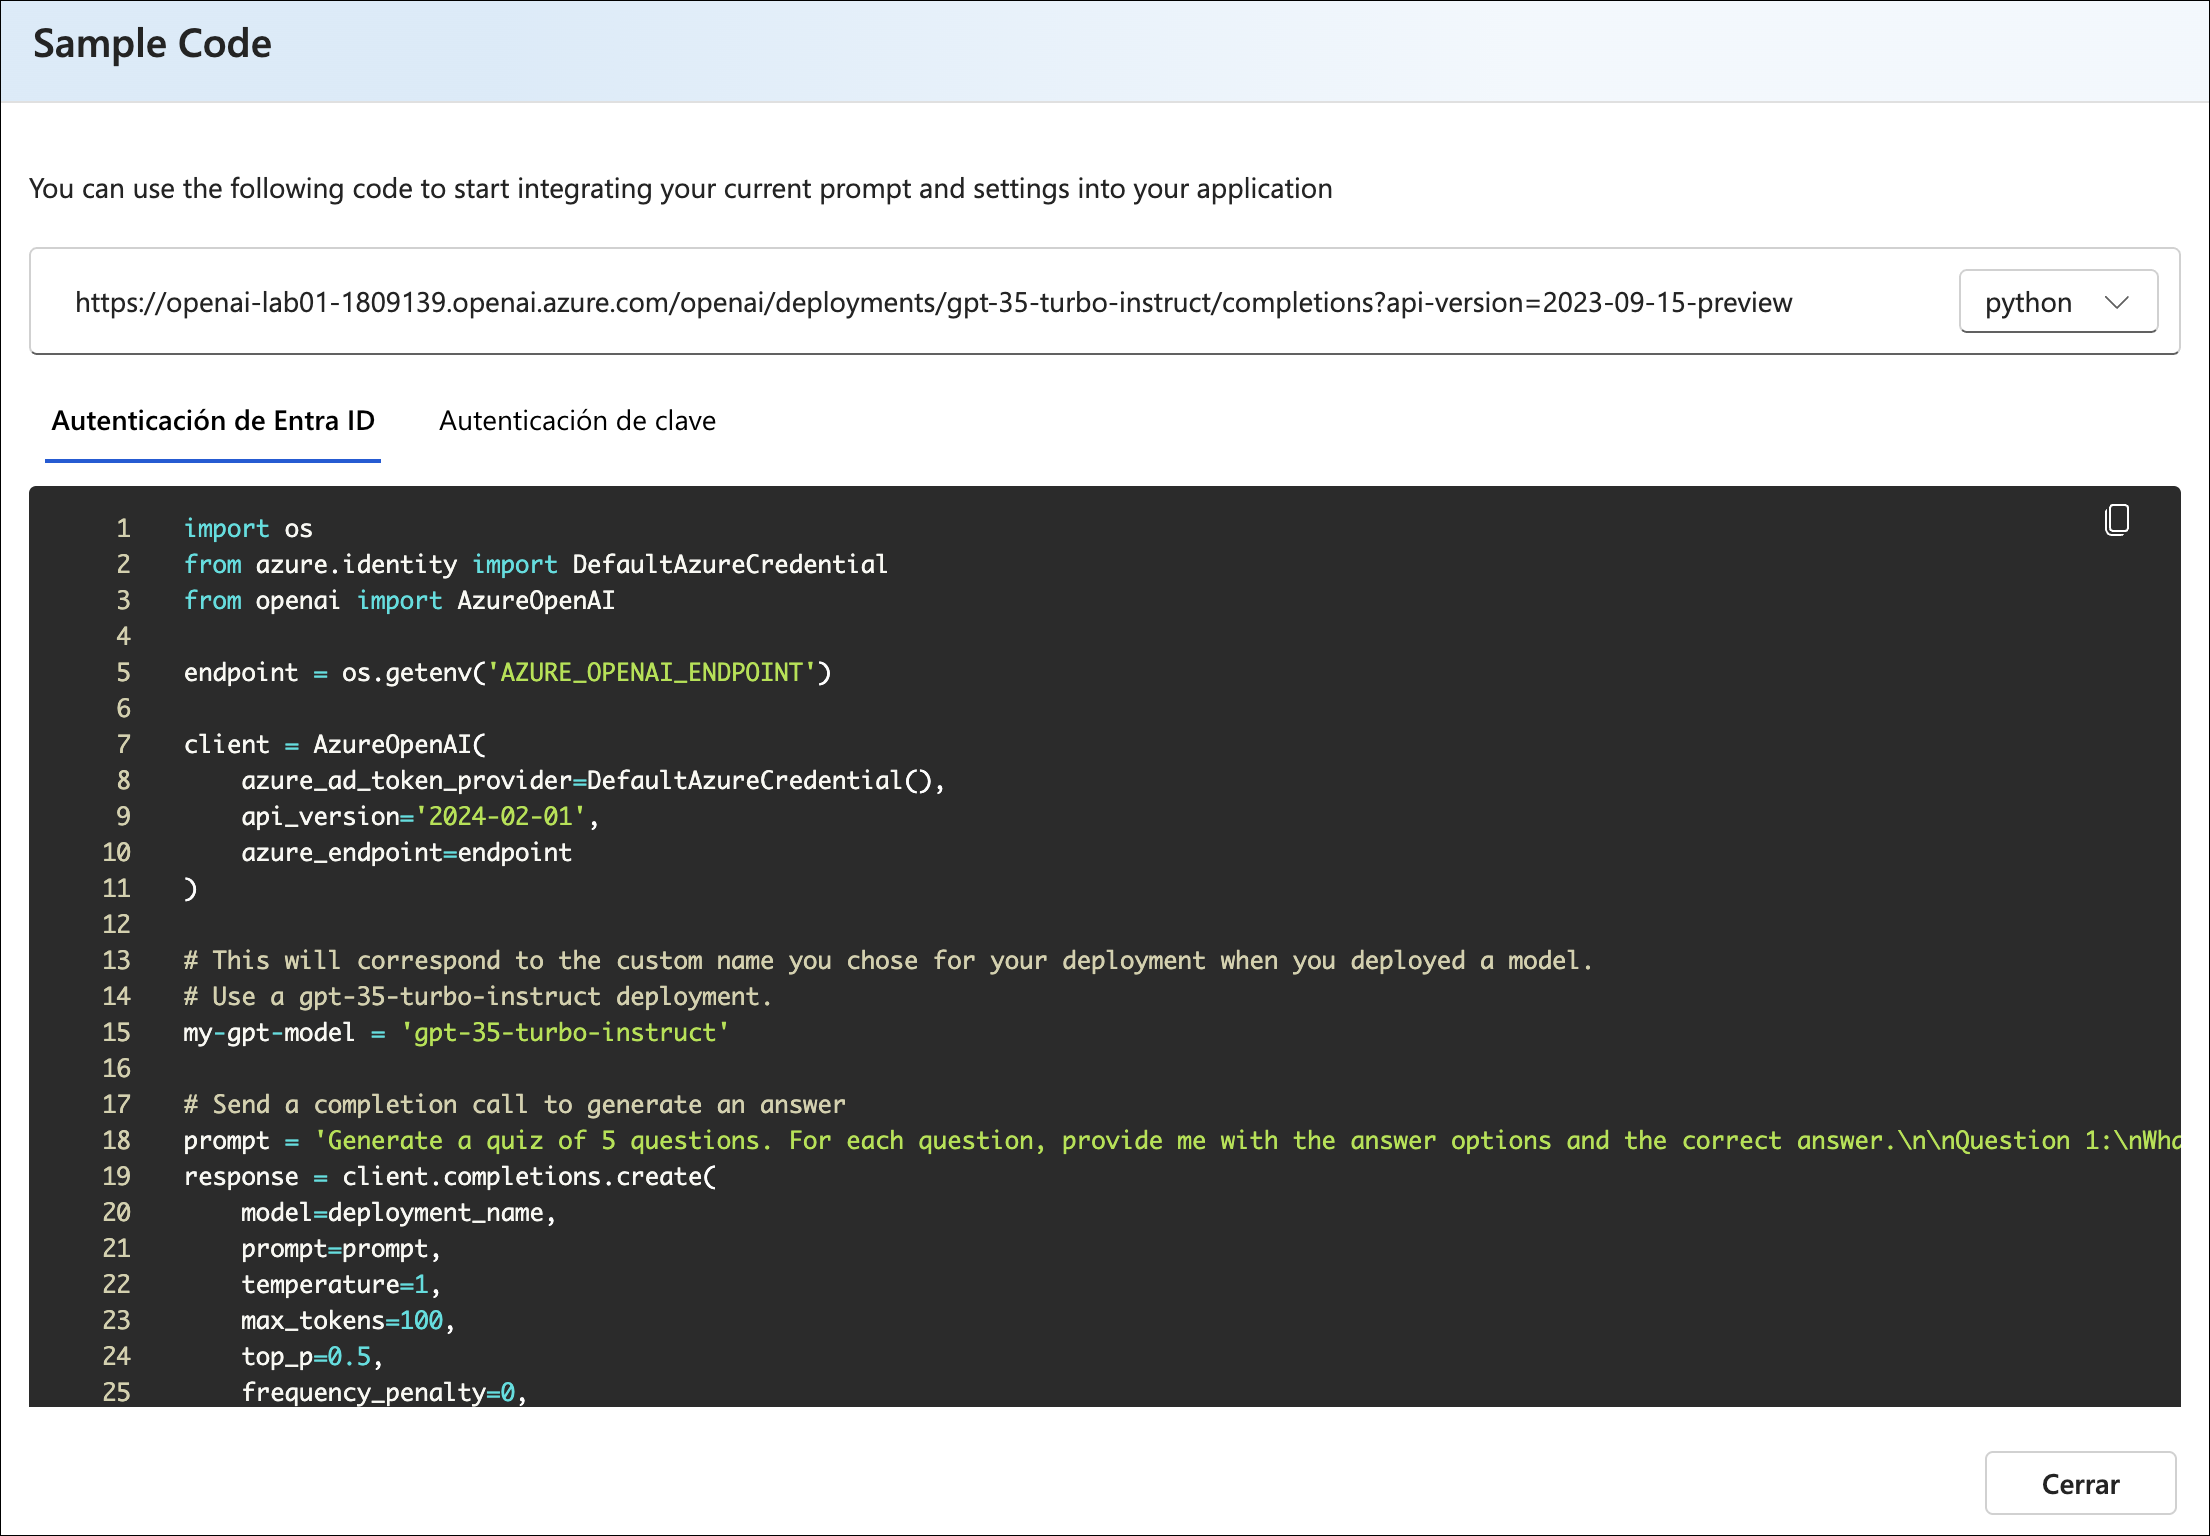 Sample Code
You can use the following code to start integrating your current prompt and settings into your application
https://openai-lab01-1809139.openai.azure.com/openai/deployments/gpt-35-turbo-instruct/completions?api-version=2023-09-15-preview python
Autenticación de Entra ID Autenticación de clave
1 import os
2 from azure.identity import DefaultAzureCredential
3 from openai import AzureOpenAI
4
5 endpoint = os.getenv('AZURE_OPENAI_ENDPOINT')
6
7 client = AzureOpenAI(
8     azure_ad_token_provider=DefaultAzureCredential(),
9     api_version='2024-02-01',
10     azure_endpoint=endpoint
11 )
12
13 # This will correspond to the custom name you chose for your deployment when you deployed a model.
14 # Use a gpt-35-turbo-instruct deployment.
15 my-gpt-model = 'gpt-35-turbo-instruct'
16
17 # Send a completion call to generate an answer
18 prompt = 'Generate a quiz of 5 questions. For each question, provide me with the answer options and the correct answer.\n\nQuestion 1:\nWha
19 response = client.completions.create(
20     model=deployment_name,
21     prompt=prompt,
22     temperature=1,
23     max_tokens=100,
24     top_p=0.5,
25     frequency_penalty=0,
Cerrar